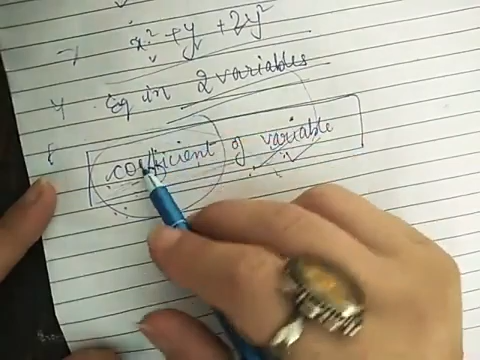 → x² + y + 2y²
Eq in 2 variables
coefficient of variable